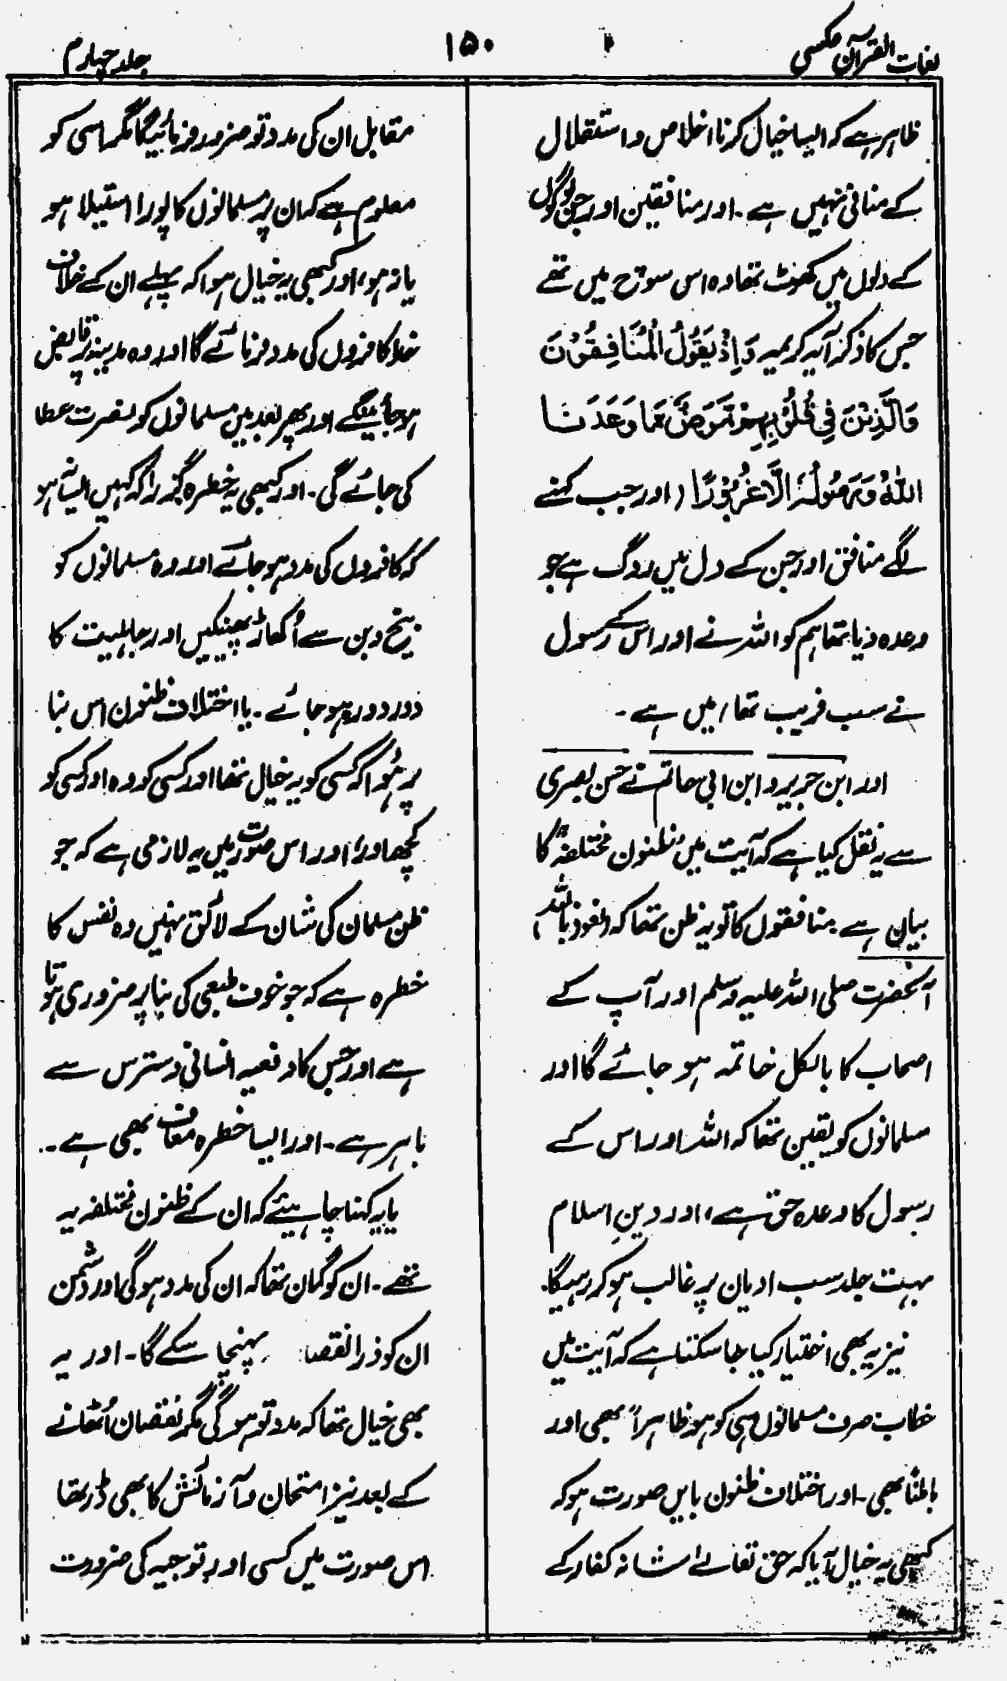 لغات القرآن عکسی
۱۵۰
جلد چہارم
ظاہر ہے کہ ایسا خیال کرنا اخلاص و استقلال
کے منافی نہیں ہے۔ اور منافقین اور جن لوگوں
کے دلوں میں کھوٹ تھا وہ اس سوچ میں تھے
جس کا ذکر آیہ کریمہ وَاِذْ یَقُوْلُ الْمُنَافِقُوْنَ
وَالَّذِیْنَ فِیْ قُلُوْبِہِمْ مَرَضٌ مَا وَعَدَنَا
اللہُ وَرَسُوْلُہٗ اِلَّا غُرُوْرًا (اور جب کہنے
لگے منافق اور جن کے دل میں روگ ہے جو
وعدہ دیا تھا ہم کو اللہ نے اور اس کے رسول
نے سب فریب تھا) میں ہے۔
اور ابن جریر و ابن ابی حاتم نے حسن بصری
سے یہ نقل کیا ہے کہ آیت میں ظنون مختلفہ کا
بیان ہے منافقوں کا تو یہ ظن تھا کہ (نعوذ باللہ)
آنحضرت صلی اللہ علیہ وسلم اور آپ کے
اصحاب کا بالکل خاتمہ ہو جائے گا اور
مسلمانوں کو یقین تھا کہ اللہ اور اس کے
رسول کا وعدہ حق ہے، اور دینِ اسلام
بہت جلد سب ادیان پر غالب ہو کر رہیگا۔
نیز یہ بھی اختیار کیا جا سکتا ہے کہ آیت میں
خطاب صرف مسلمانوں ہی کو ہو ظاہراً بھی اور
باطناً بھی۔ اور اختلاف ظنون بایں صورت ہو کہ
کبھی یہ خیال آیا کہ حق تعالےٰ شانہ کفار کے
مقابل ان کی مدد تو ضرور فرمائیگا مگر اسی کو
معلوم ہے کہ ان پر مسلمانوں کا پورا استیلا ہو
یا نہ ہو، اور کبھی یہ خیال ہوا کہ پہلے ان کے خلاف
خدا کافروں کی مدد فرمائے گا اور وہ مدینہ پر قابض
ہو جائینگے اور پھر بعد میں مسلمانوں کو نصرت عطا
کی جائے گی۔ اور کبھی یہ خطرہ گزرا کہ کہیں ایسا نہ ہو
کہ کافروں کی مدد ہو جائے اور وہ مسلمانوں کو
بیخ و بن سے اُکھاڑ پھینکیں اور جاہلیت کا
دور دورہ ہو جائے۔ یا اختلاف ظنون اس بنا
پر ہُوا کہ کسی کو یہ خیال تھا اور کسی کو وہ اور کسی کو
کچھ اور، اور اس صورت میں یہ لازمی ہے کہ جو
ظن مسلمان کی شان کے لائق نہیں وہ نفس کا
خطرہ ہے کہ جو خوف طبعی کی بنا پر ضروری ہوتا
ہے اور جس کا دفعیہ انسانی دسترس سے
باہر ہے۔ اور ایسا خطرہ معاف بھی ہے۔
یا یہ کہنا چاہیئے کہ ان کے ظنون مختلفہ یہ
تھے۔ ان کو گمان تھا کہ ان کی مدد ہو گی اور دشمن
ان کو ذرا نقصا پہنچا سکے گا۔ اور یہ
بھی خیال تھا کہ مدد تو ہو گی مگر نقصان اُٹھانے
کے بعد نیز امتحان و آزمائش کا بھی ڈر تھا
اس صورت میں کسی اور توجیہ کی ضرورت